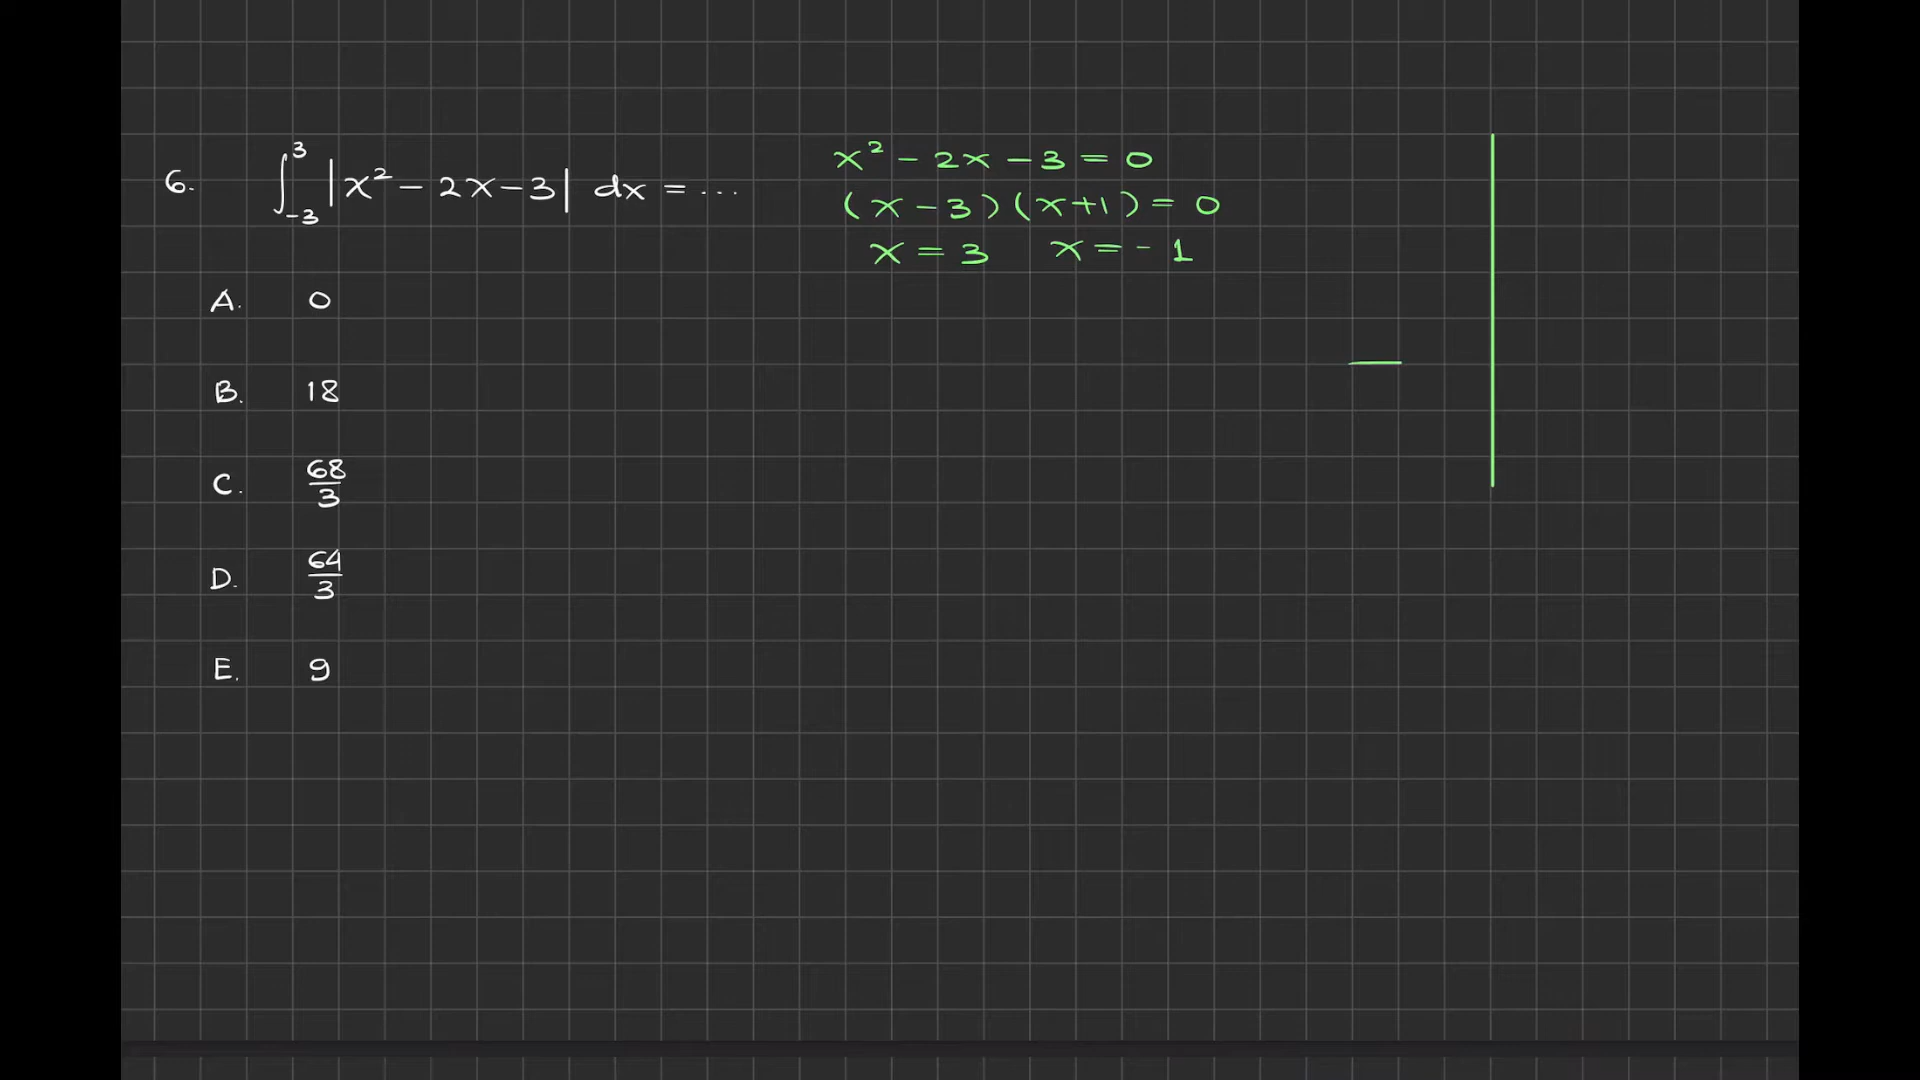 6. ∫₋₃³ |x² − 2x − 3| dx = ...
A. 0
B. 18
C. 68/3
D. 64/3
E. 9
x² − 2x − 3 = 0
(x − 3)(x + 1) = 0
x = 3 x = − 1